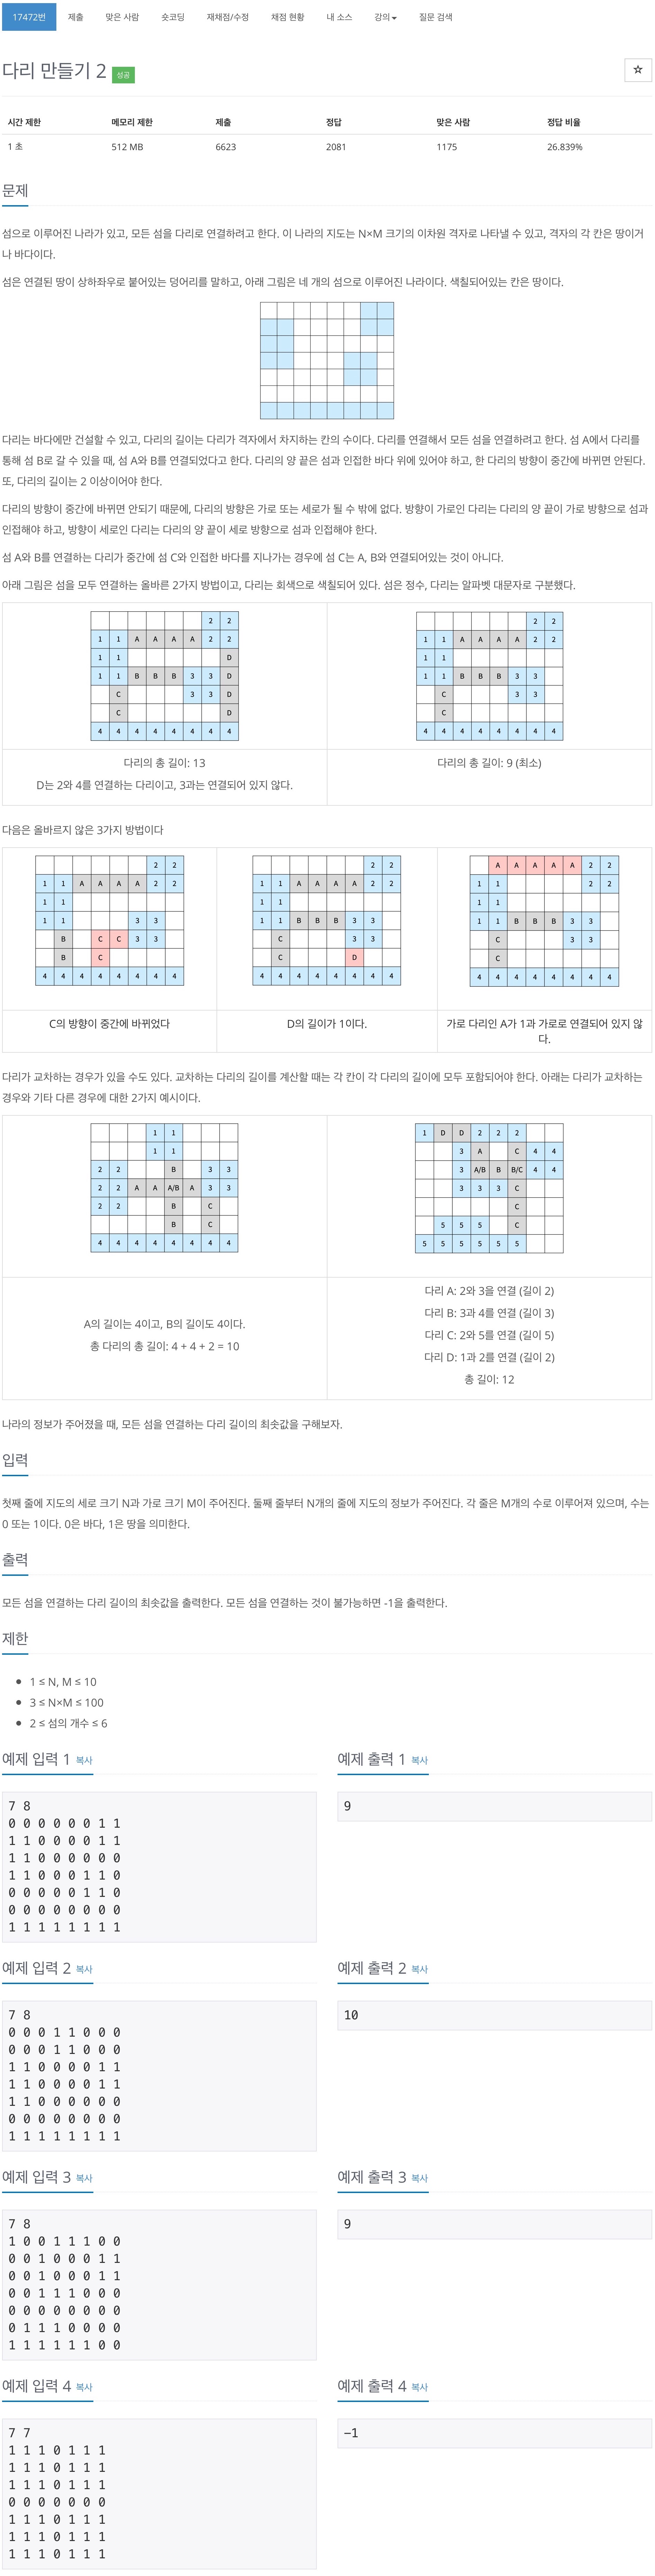 17472번 제출 맞은 사람 숏코딩 재채점/수정 채점 현황 내 소스 강의 질문 검색
다리 만들기 2 성공 ☆
시간 제한 메모리 제한 제출 정답 맞은 사람 정답 비율
1 초 512 MB 6623 2081 1175 26.839%
문제
섬으로 이루어진 나라가 있고, 모든 섬을 다리로 연결하려고 한다. 이 나라의 지도는 N×M 크기의 이차원 격자로 나타낼 수 있고, 격자의 각 칸은 땅이거
나 바다이다.
섬은 연결된 땅이 상하좌우로 붙어있는 덩어리를 말하고, 아래 그림은 네 개의 섬으로 이루어진 나라이다. 색칠되어있는 칸은 땅이다.
다리는 바다에만 건설할 수 있고, 다리의 길이는 다리가 격자에서 차지하는 칸의 수이다. 다리를 연결해서 모든 섬을 연결하려고 한다. 섬 A에서 다리를
통해 섬 B로 갈 수 있을 때, 섬 A와 B를 연결되었다고 한다. 다리의 양 끝은 섬과 인접한 바다 위에 있어야 하고, 한 다리의 방향이 중간에 바뀌면 안된다.
또, 다리의 길이는 2 이상이어야 한다.
다리의 방향이 중간에 바뀌면 안되기 때문에, 다리의 방향은 가로 또는 세로가 될 수 밖에 없다. 방향이 가로인 다리는 다리의 양 끝이 가로 방향으로 섬과
인접해야 하고, 방향이 세로인 다리는 다리의 양 끝이 세로 방향으로 섬과 인접해야 한다.
섬 A와 B를 연결하는 다리가 중간에 섬 C와 인접한 바다를 지나가는 경우에 섬 C는 A, B와 연결되어있는 것이 아니다.
아래 그림은 섬을 모두 연결하는 올바른 2가지 방법이고, 다리는 회색으로 색칠되어 있다. 섬은 정수, 다리는 알파벳 대문자로 구분했다.
2 2
1 1 A A A A 2 2
1 1 D
1 1 B B B 3 3 D
C 3 3 D
C D
4 4 4 4 4 4 4 4
2 2
1 1 A A A A 2 2
1 1
1 1 B B B 3 3
C 3 3
C
4 4 4 4 4 4 4 4
다리의 총 길이: 13
D는 2와 4를 연결하는 다리이고, 3과는 연결되어 있지 않다.
다리의 총 길이: 9 (최소)
다음은 올바르지 않은 3가지 방법이다
2 2
1 1 A A A A 2 2
1 1
1 1 3 3
B C C 3 3
B C
4 4 4 4 4 4 4 4
2 2
1 1 A A A A 2 2
1 1
1 1 B B B 3 3
C 3 3
C D
4 4 4 4 4 4 4 4
A A A A A 2 2
1 1 2 2
1 1
1 1 B B B 3 3
C 3 3
C
4 4 4 4 4 4 4 4
C의 방향이 중간에 바뀌었다
D의 길이가 1이다.
가로 다리인 A가 1과 가로로 연결되어 있지 않
다.
다리가 교차하는 경우가 있을 수도 있다. 교차하는 다리의 길이를 계산할 때는 각 칸이 각 다리의 길이에 모두 포함되어야 한다. 아래는 다리가 교차하는
경우와 기타 다른 경우에 대한 2가지 예시이다.
1 1
1 1
2 2 B 3 3
2 2 A A A/B A 3 3
2 2 B C
B C
4 4 4 4 4 4 4 4
1 D D 2 2 2
3 A C 4 4
3 A/B B B/C 4 4
3 3 3 C
C
5 5 5 C
5 5 5 5 5 5
A의 길이는 4이고, B의 길이도 4이다.
총 다리의 총 길이: 4 + 4 + 2 = 10
다리 A: 2와 3을 연결 (길이 2)
다리 B: 3과 4를 연결 (길이 3)
다리 C: 2와 5를 연결 (길이 5)
다리 D: 1과 2를 연결 (길이 2)
총 길이: 12
나라의 정보가 주어졌을 때, 모든 섬을 연결하는 다리 길이의 최솟값을 구해보자.
입력
첫째 줄에 지도의 세로 크기 N과 가로 크기 M이 주어진다. 둘째 줄부터 N개의 줄에 지도의 정보가 주어진다. 각 줄은 M개의 수로 이루어져 있으며, 수는
0 또는 1이다. 0은 바다, 1은 땅을 의미한다.
출력
모든 섬을 연결하는 다리 길이의 최솟값을 출력한다. 모든 섬을 연결하는 것이 불가능하면 -1을 출력한다.
제한
• 1 ≤ N, M ≤ 10
• 3 ≤ N×M ≤ 100
• 2 ≤ 섬의 개수 ≤ 6
예제 입력 1 복사
7 8
0 0 0 0 0 0 1 1
1 1 0 0 0 0 1 1
1 1 0 0 0 0 0 0
1 1 0 0 0 1 1 0
0 0 0 0 0 1 1 0
0 0 0 0 0 0 0 0
1 1 1 1 1 1 1 1
예제 출력 1 복사
9
예제 입력 2 복사
7 8
0 0 0 1 1 0 0 0
0 0 0 1 1 0 0 0
1 1 0 0 0 0 1 1
1 1 0 0 0 0 1 1
1 1 0 0 0 0 0 0
0 0 0 0 0 0 0 0
1 1 1 1 1 1 1 1
예제 출력 2 복사
10
예제 입력 3 복사
7 8
1 0 0 1 1 1 0 0
0 0 1 0 0 0 1 1
0 0 1 0 0 0 1 1
0 0 1 1 1 0 0 0
0 0 0 0 0 0 0 0
0 1 1 1 0 0 0 0
1 1 1 1 1 1 0 0
예제 출력 3 복사
9
예제 입력 4 복사
7 7
1 1 1 0 1 1 1
1 1 1 0 1 1 1
1 1 1 0 1 1 1
0 0 0 0 0 0 0
1 1 1 0 1 1 1
1 1 1 0 1 1 1
1 1 1 0 1 1 1
예제 출력 4 복사
-1